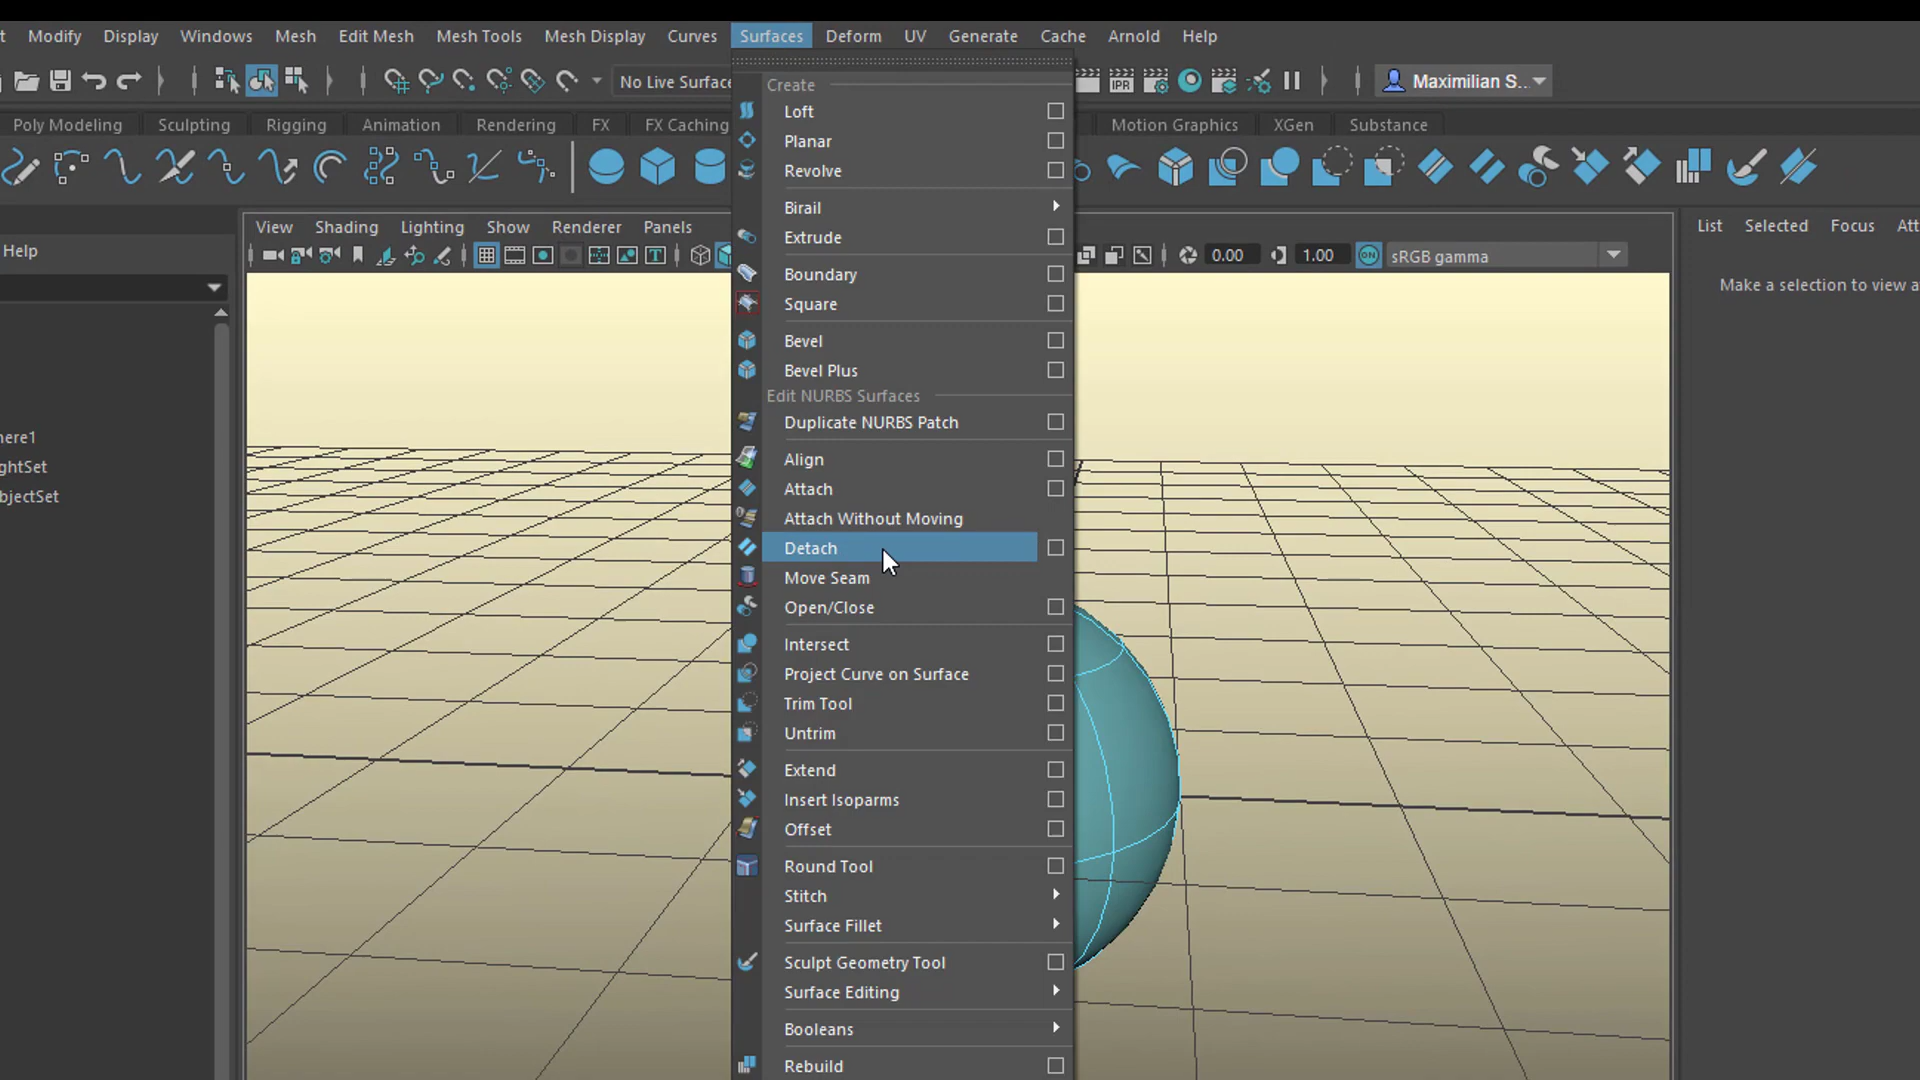 t Modify Display Windows Mesh Edit Mesh Mesh Tools Mesh Display Curves Surfaces Deform UV Generate Cache Arnold Help
No Live Surface IPR Maximilian S...
Poly Modeling Sculpting Rigging Animation Rendering FX FX Caching Motion Graphics XGen Substance
View Shading Lighting Show Renderer Panels
List Selected Focus Att
Help
T 0.00 1.00 ON sRGB gamma
Make a selection to view a
here1
ghtSet
bjectSet
Create
Loft
Planar
Revolve
Birail
Extrude
Boundary
Square
Bevel
Bevel Plus
Edit NURBS Surfaces
Duplicate NURBS Patch
Align
Attach
Attach Without Moving
Detach
Move Seam
Open/Close
Intersect
Project Curve on Surface
Trim Tool
Untrim
Extend
Insert Isoparms
Offset
Round Tool
Stitch
Surface Fillet
Sculpt Geometry Tool
Surface Editing
Booleans
Rebuild